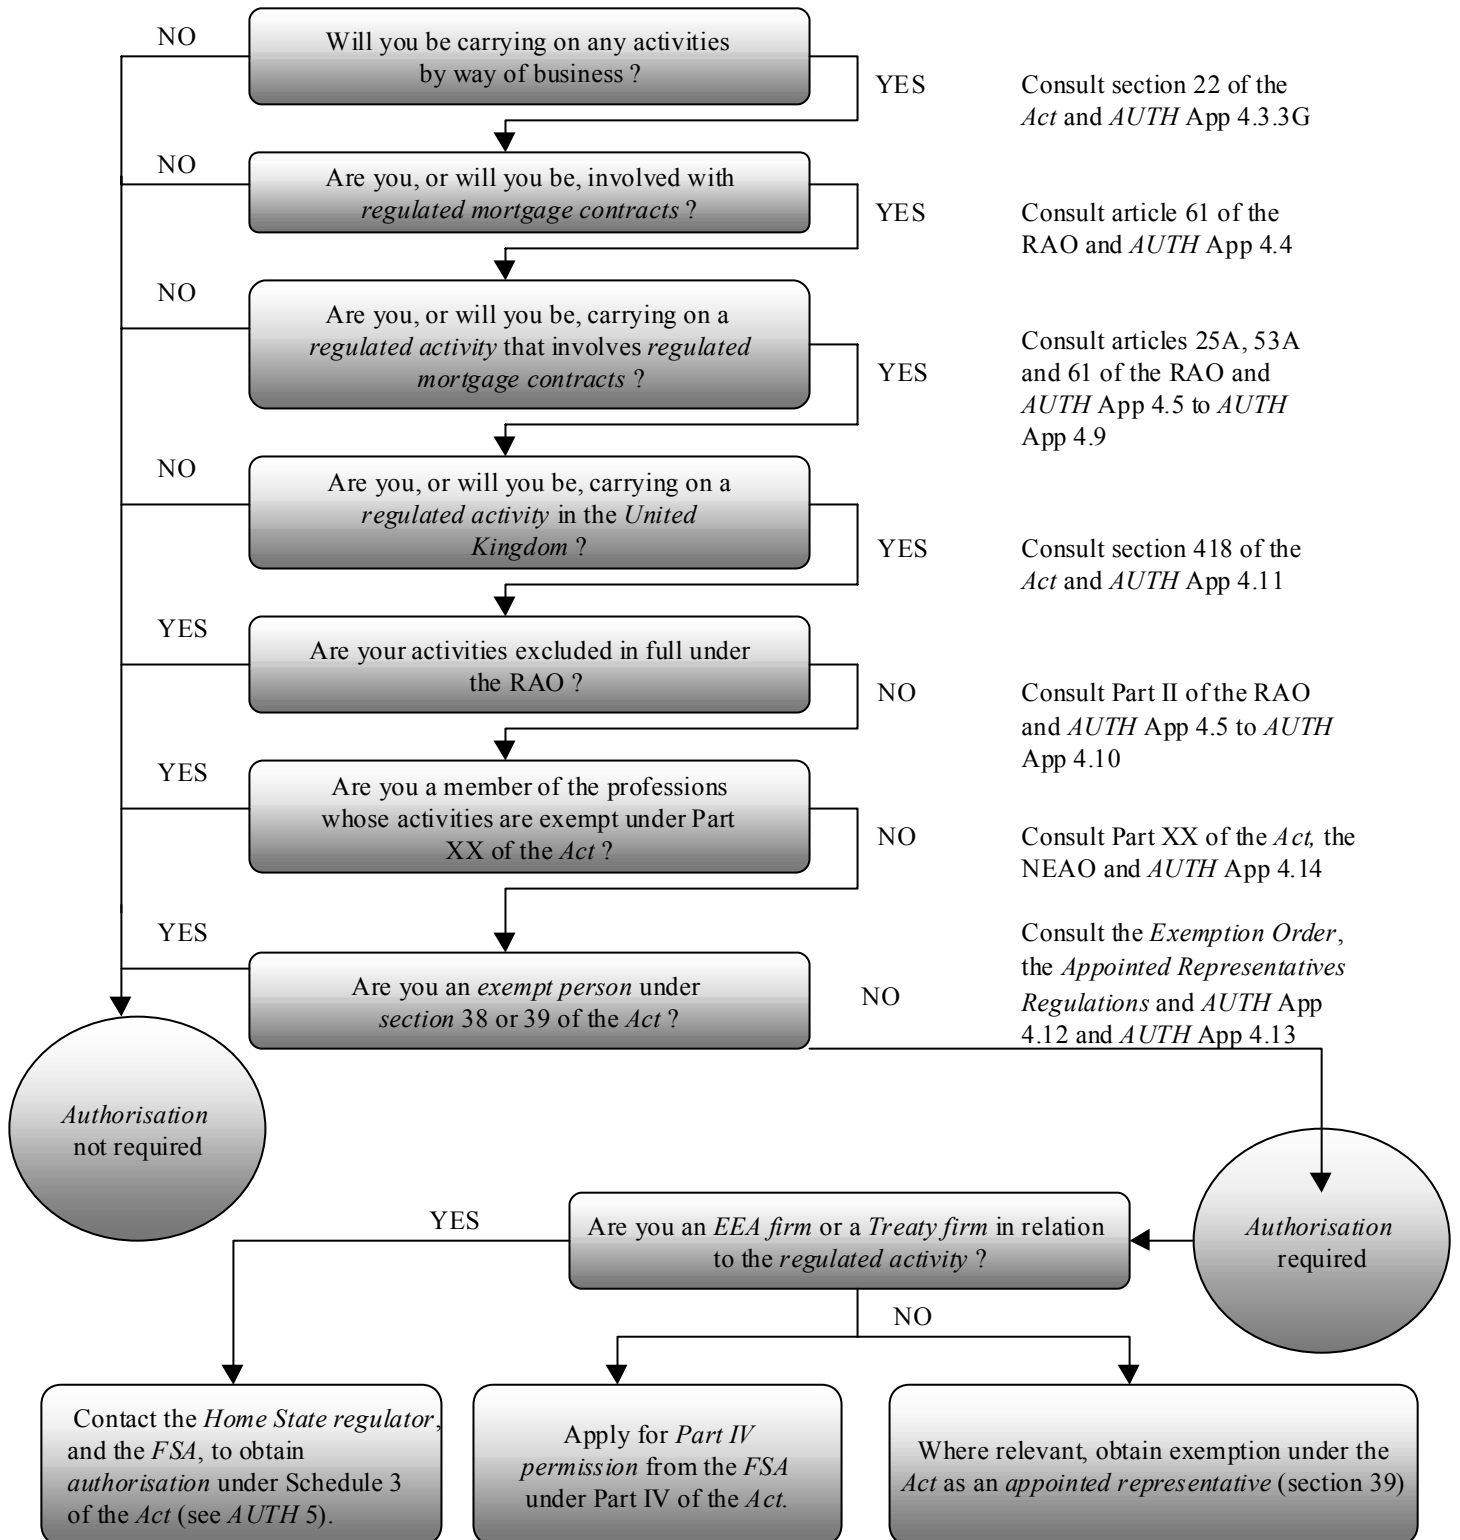 NO
Will you be carrying on any activities
by way of business ?
YES
Consult section 22 of the
Act and AUTH App 4.3.3G
NO
Are you, or will you be, involved with
regulated mortgage contracts ?
YES
Consult article 61 of the
RAO and AUTH App 4.4
NO
Are you, or will you be, carrying on a
regulated activity that involves regulated
mortgage contracts ?
YES
Consult articles 25A, 53A
and 61 of the RAO and
AUTH App 4.5 to AUTH
App 4.9
NO
Are you, or will you be, carrying on a
regulated activity in the United
Kingdom ?
YES
Consult section 418 of the
Act and AUTH App 4.11
YES
Are your activities excluded in full under
the RAO ?
NO
Consult Part II of the RAO
and AUTH App 4.5 to AUTH
App 4.10
YES
Are you a member of the professions
whose activities are exempt under Part
XX of the Act ?
NO
Consult Part XX of the Act, the
NEAO and AUTH App 4.14
YES
Are you an exempt person under
section 38 or 39 of the Act ?
NO
Consult the Exemption Order,
the Appointed Representatives
Regulations and AUTH App
4.12 and AUTH App 4.13
Authorisation
not required
Authorisation
required
YES
Are you an EEA firm or a Treaty firm in relation
to the regulated activity ?
NO
Contact the Home State regulator,
and the FSA, to obtain
authorisation under Schedule 3
of the Act (see AUTH 5).
Apply for Part IV
permission from the FSA
under Part IV of the Act.
Where relevant, obtain exemption under the
Act as an appointed representative (section 39)